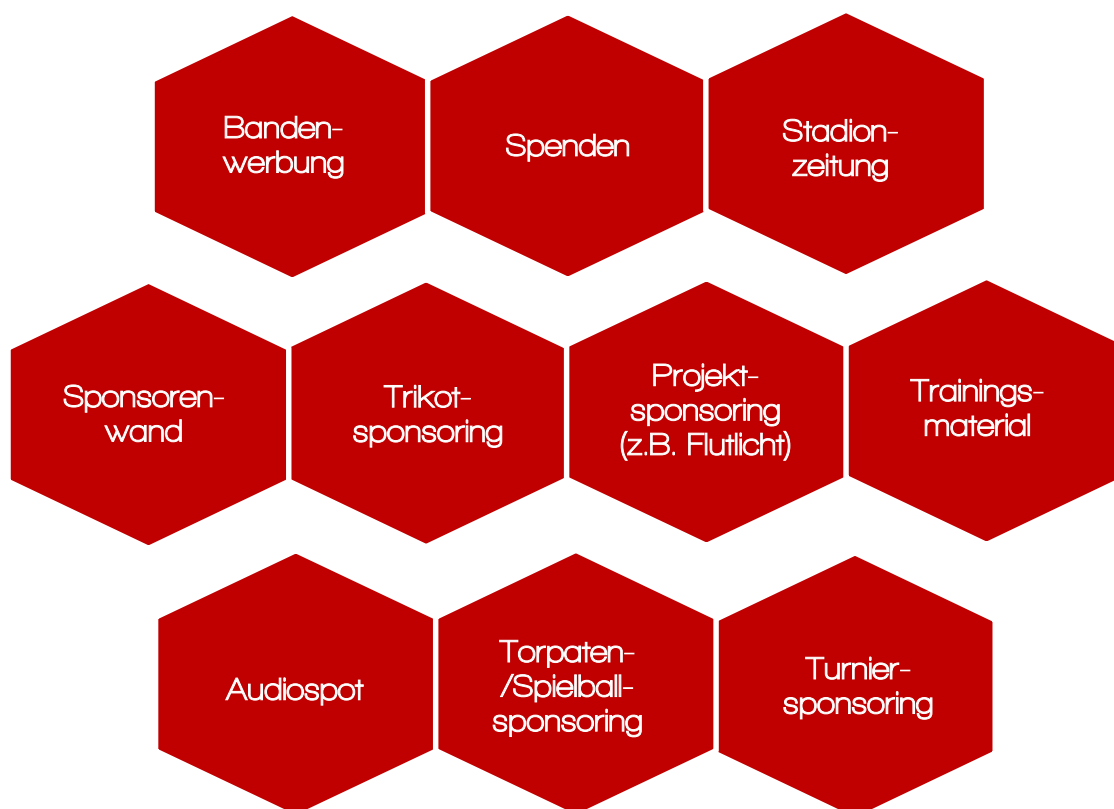 Banden-
werbung
Spenden
Stadion-
zeitung
Sponsoren-
wand
Trikot-
sponsoring
Projekt-
sponsoring
(z.B. Flutlicht)
Trainings-
material
Audiospot
Torpaten-
/Spielball-
sponsoring
Turnier-
sponsoring